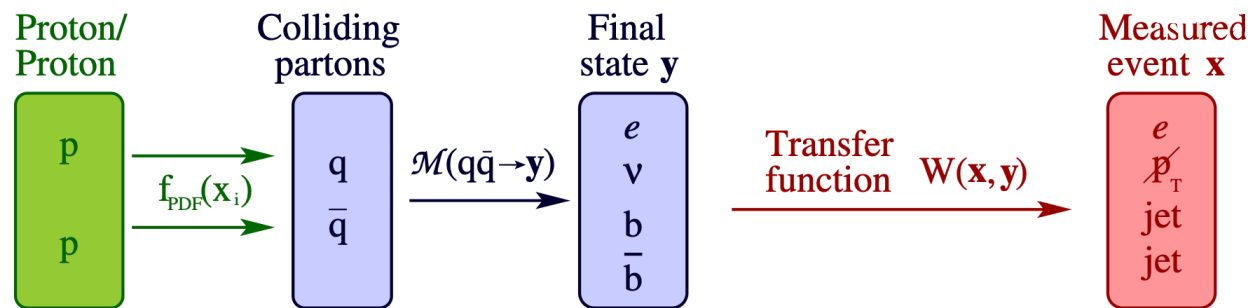 Proton/
Proton
p
p
f_PDF(x_i)
Colliding
partons
q
q̅
ℳ(qq̄→y)
Final
state y
e
ν
b
b̅
Transfer
function
W(x,y)
Measured
event x
e
p̸_T
jet
jet